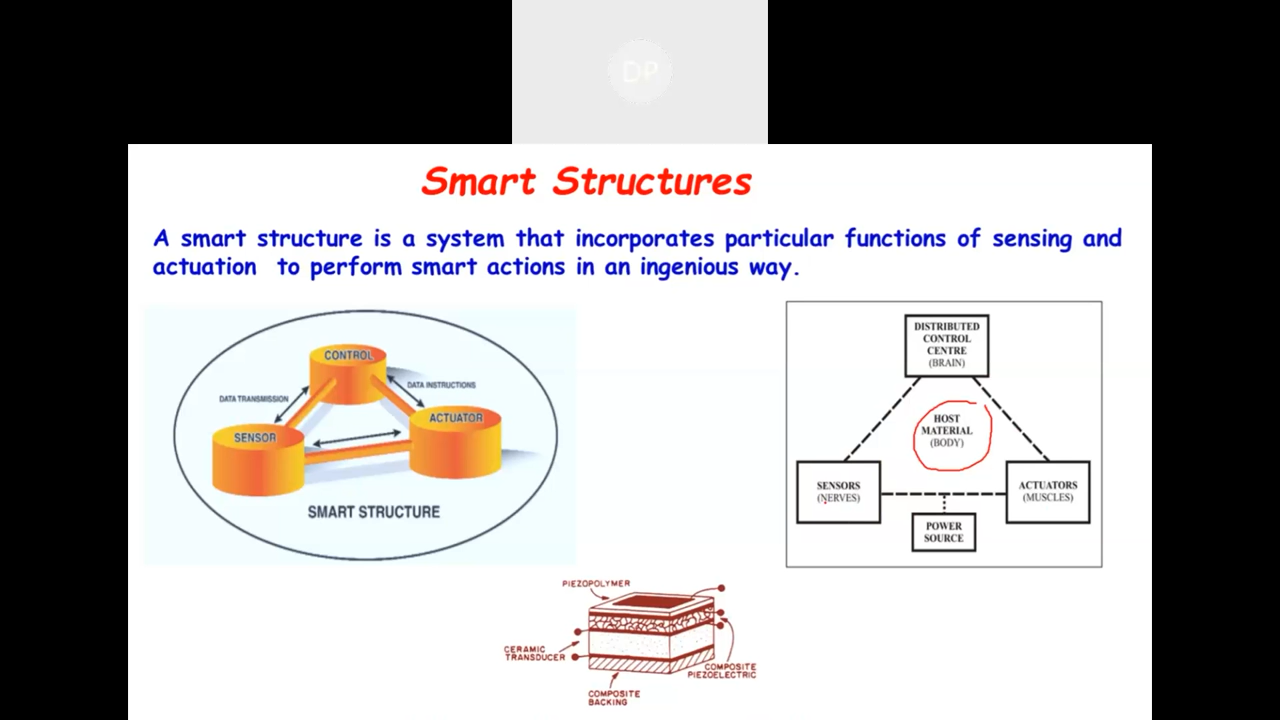 DP
Smart Structures
A smart structure is a system that incorporates particular functions of sensing and
actuation to perform smart actions in an ingenious way.
CONTROL
DATA TRANSMISSION
DATA INSTRUCTIONS
SENSOR
ACTUATOR
SMART STRUCTURE
DISTRIBUTED
CONTROL
CENTRE
(BRAIN)
HOST
MATERIAL
(BODY)
SENSORS
(NERVES)
ACTUATORS
(MUSCLES)
POWER
SOURCE
PIEZOPOLYMER
CERAMIC
TRANSDUCER
COMPOSITE
PIEZOELECTRIC
COMPOSITE
BACKING